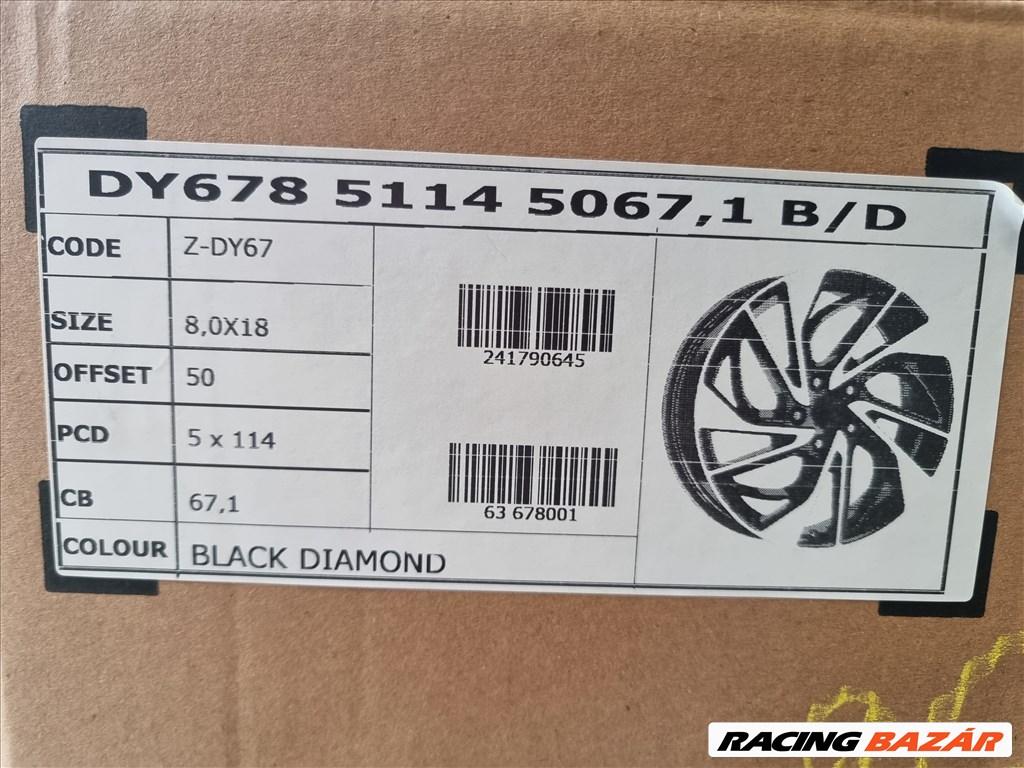 DY678 5114 5067,1 B/D
CODE Z-DY67
SIZE 8,0X18
OFFSET 50
PCD 5 x 114
CB 67,1
COLOUR BLACK DIAMOND
241790645
63 678001
RACING BAZÁR